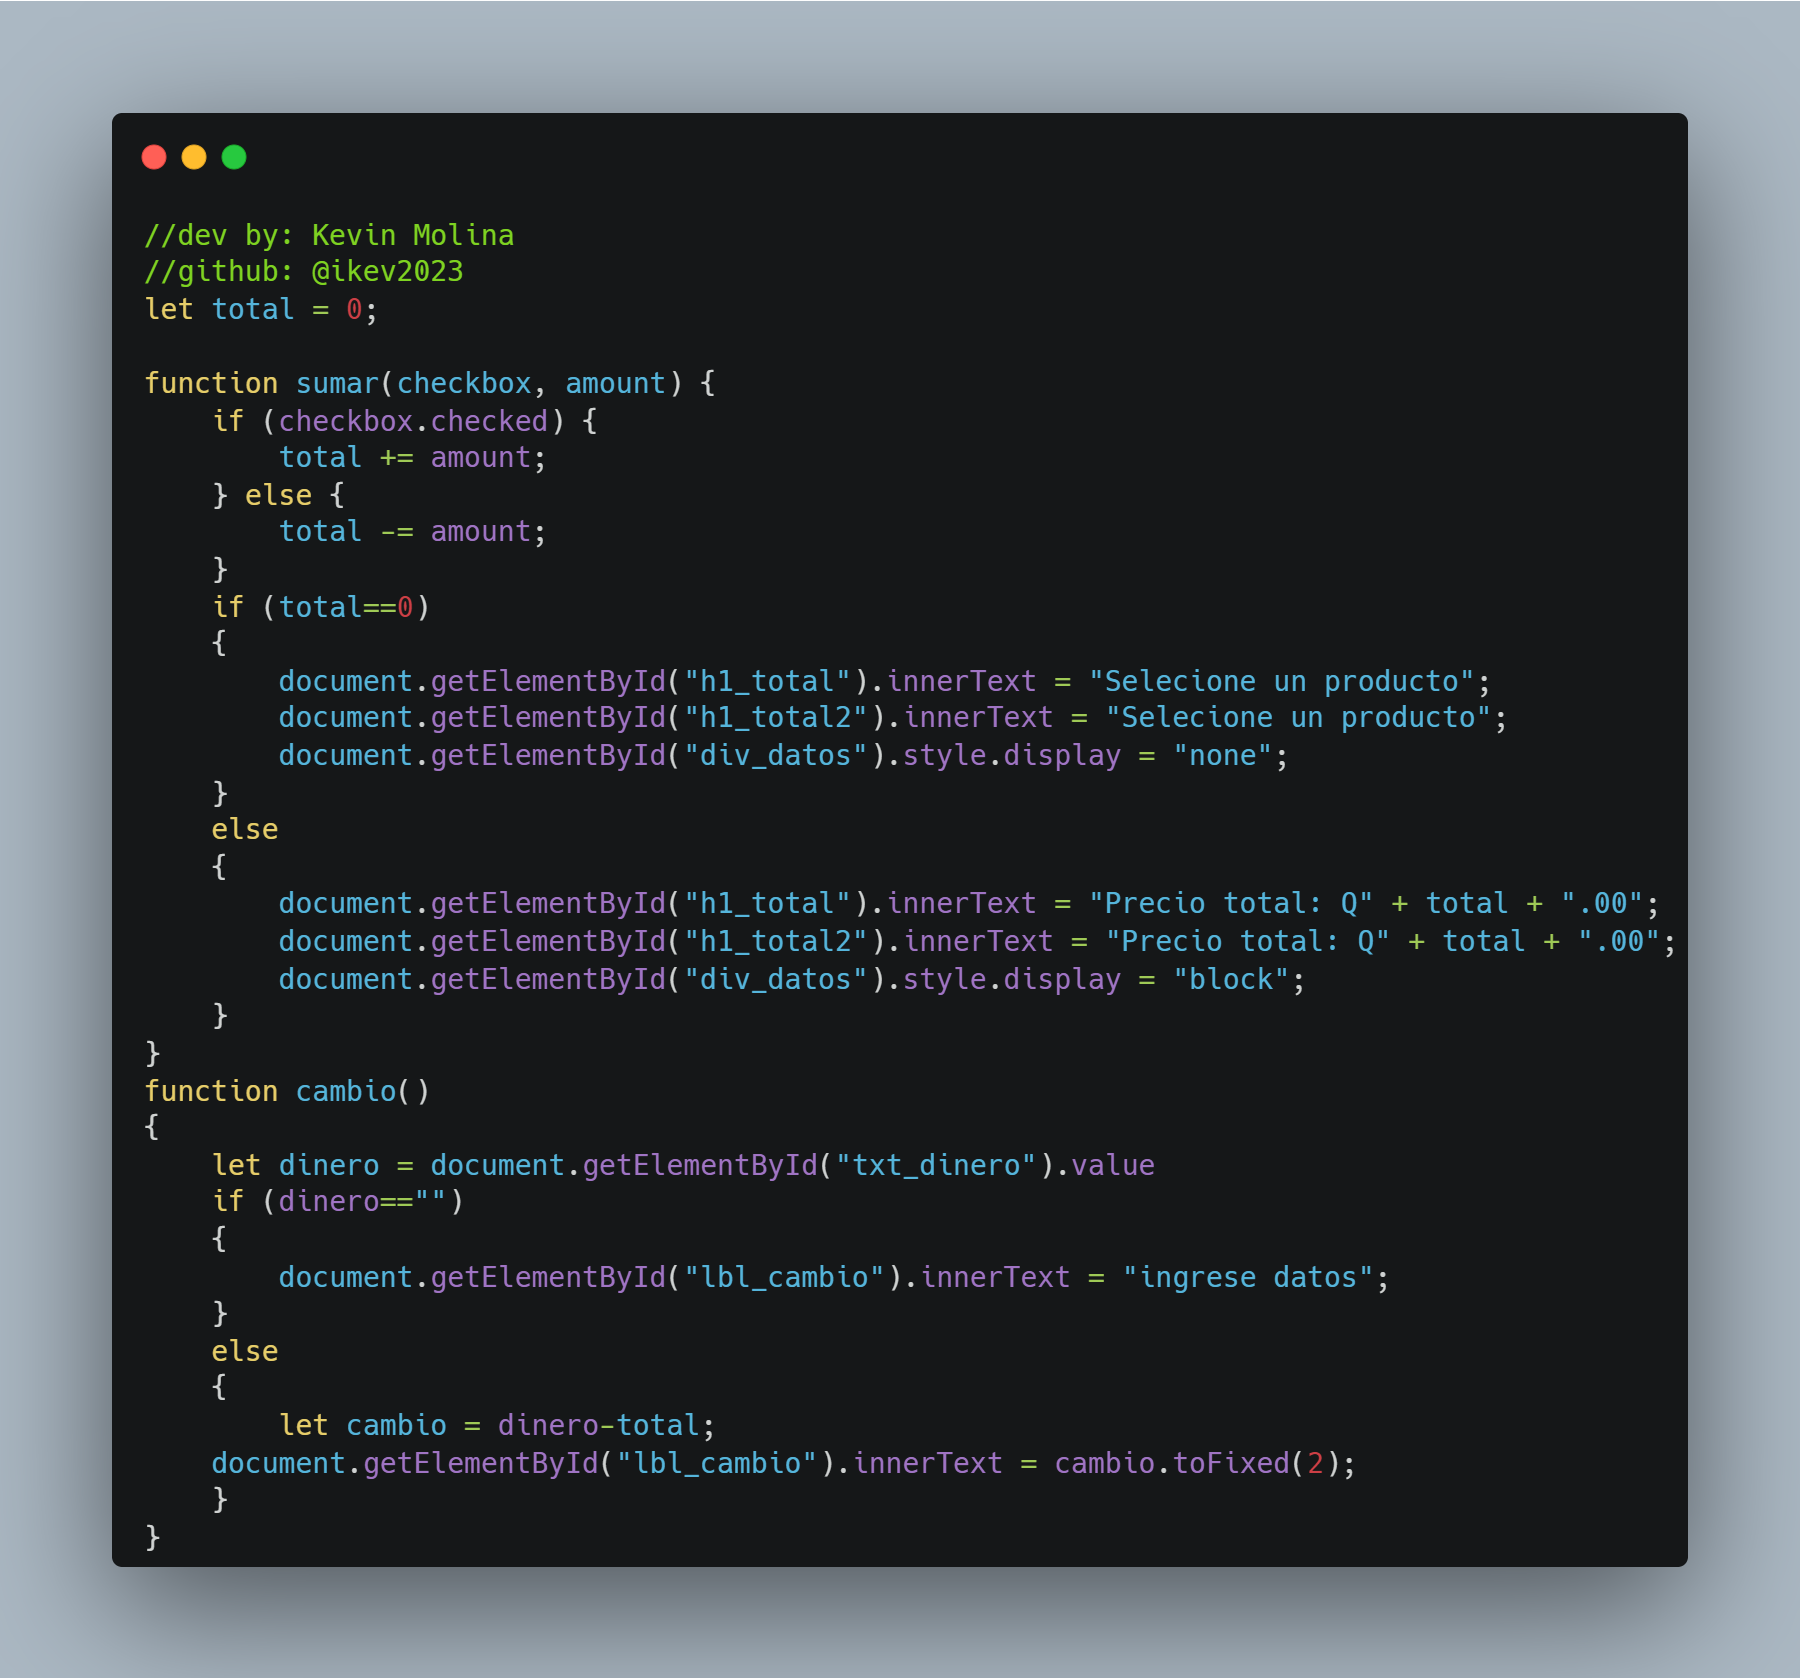 //dev by: Kevin Molina
//github: @ikev2023
let total = 0;

function sumar(checkbox, amount) {
    if (checkbox.checked) {
        total += amount;
    } else {
        total -= amount;
    }
    if (total==0)
    {
        document.getElementById("h1_total").innerText = "Selecione un producto";
        document.getElementById("h1_total2").innerText = "Selecione un producto";
        document.getElementById("div_datos").style.display = "none";
    }
    else
    {
        document.getElementById("h1_total").innerText = "Precio total: Q" + total + ".00";
        document.getElementById("h1_total2").innerText = "Precio total: Q" + total + ".00";
        document.getElementById("div_datos").style.display = "block";
    }
}
function cambio()
{
    let dinero = document.getElementById("txt_dinero").value
    if (dinero=="")
    {
        document.getElementById("lbl_cambio").innerText = "ingrese datos";
    }
    else
    {
        let cambio = dinero-total;
    document.getElementById("lbl_cambio").innerText = cambio.toFixed(2);
    }
}